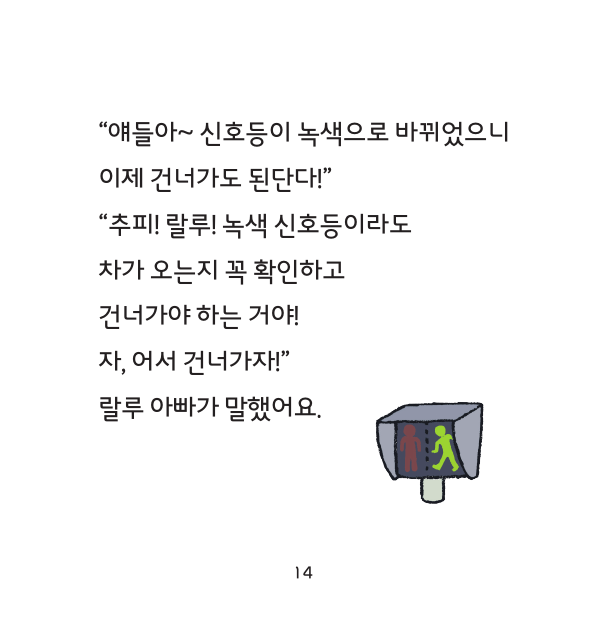 “얘들아~ 신호등이 녹색으로 바뀌었으니
이제 건너가도 된단다!”
“추피! 랄루! 녹색 신호등이라도
차가 오는지 꼭 확인하고
건너가야 하는 거야!
자, 어서 건너가자!”
랄루 아빠가 말했어요.
14